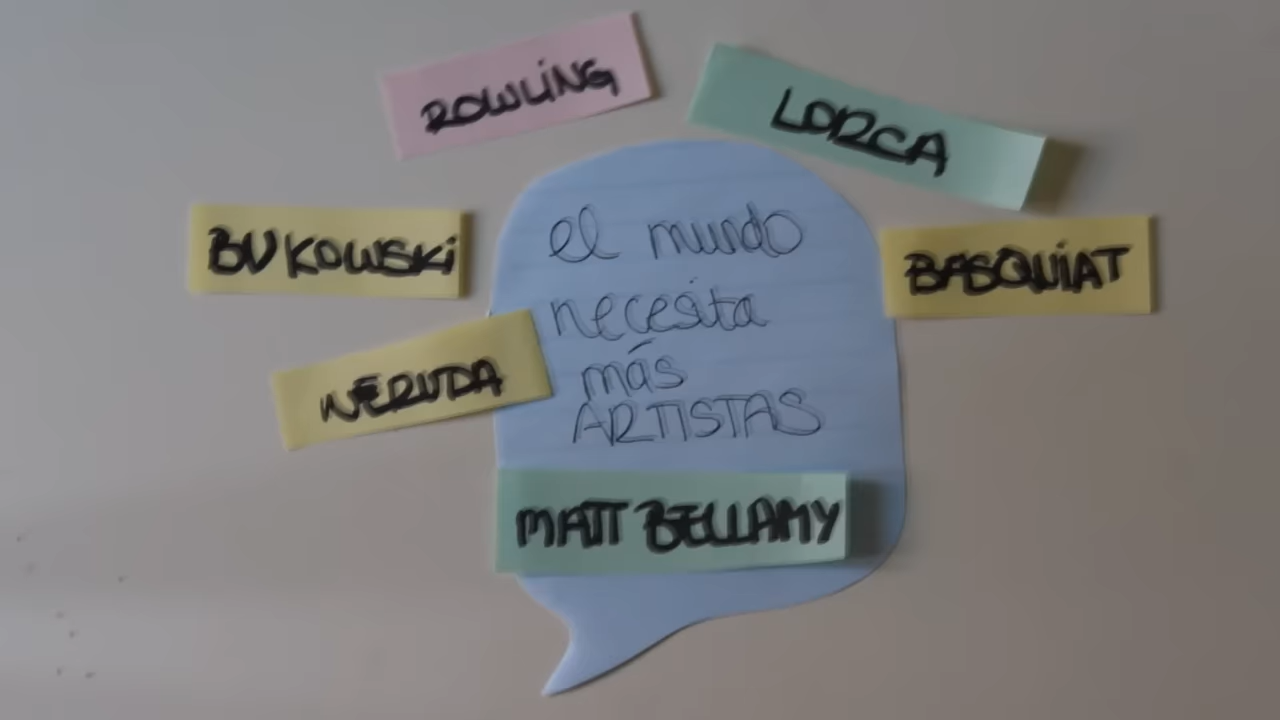 ROWLING
LORCA
BUKOWSKI
BASQUIAT
NERUDA
el mundo
necesita
más
ARTISTAS
MATT BELLAMY